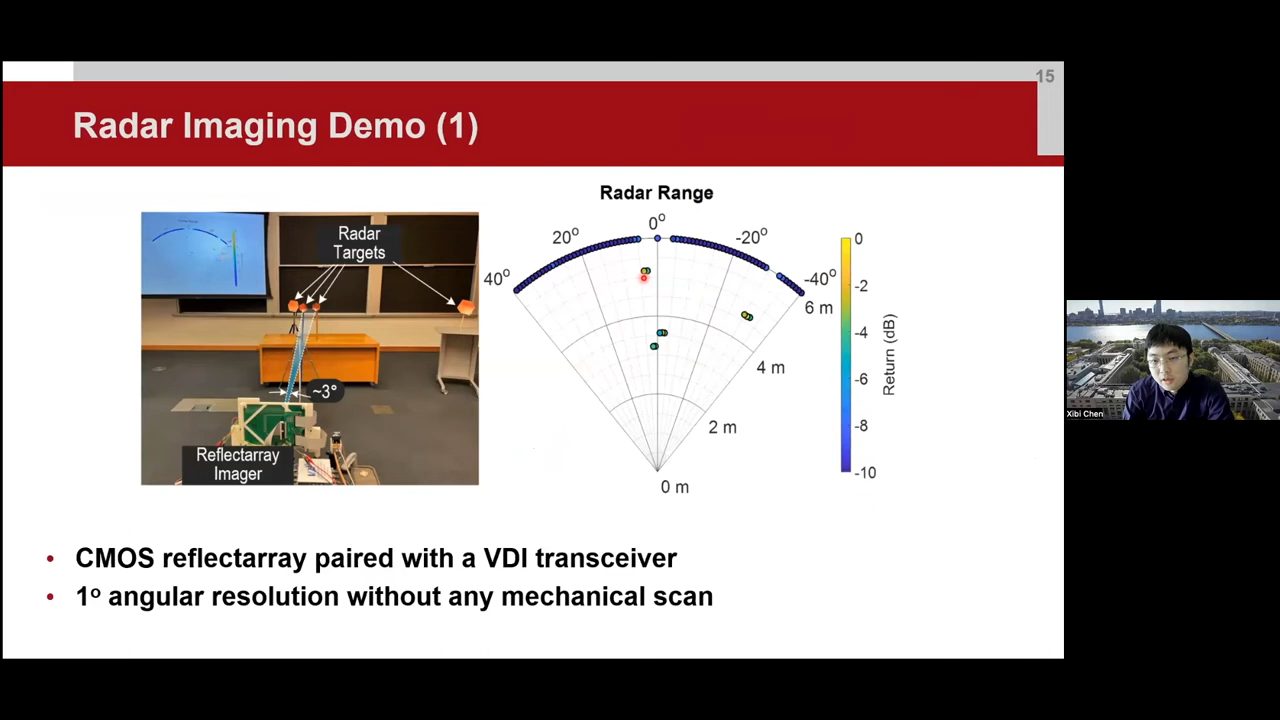 15
Radar Imaging Demo (1)
Radar
Targets
~3°
Reflectarray
Imager
Radar Range
0°
20°
-20°
40°
-40°
6 m
4 m
2 m
0 m
0
-2
-4
-6
-8
-10
Return (dB)
• CMOS reflectarray paired with a VDI transceiver
• 1° angular resolution without any mechanical scan
Xibi Chen